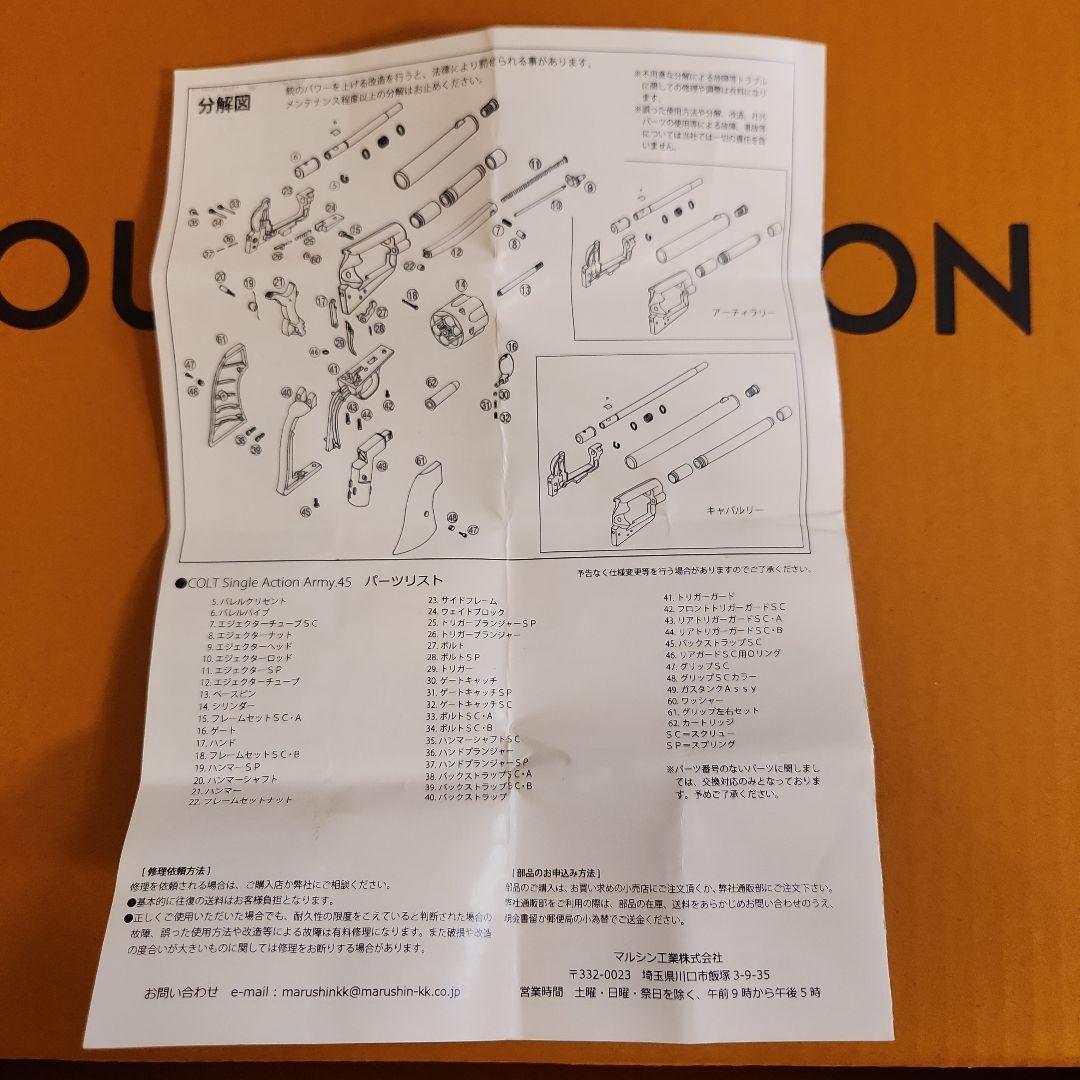 分解図
銃のパワーを上げる改造を行うと、法律により罰せられる事があります。
メンテナンス程度以上の分解はお止めください。
※不用意な分解による故障等トラブル
に関しての修理や調整は有料になり
ます。
※誤った使用方法や分解、改造、社外
パーツの使用等による故障、事故等
については当社では一切の責任を負
いません。
アーティラリー
キャバルリー
OU
ON
予告なく仕様変更等を行う場合がありますのでご了承ください。
●COLT Single Action Army.45 パーツリスト
5. バレルクリセント
6. バレルパイプ
7. エジェクターチューブSC
8. エジェクターナット
9. エジェクターヘッド
10. エジェクターロッド
11. エジェクターSP
12. エジェクターチューブ
13. ベースピン
14. シリンダー
15. フレームセットSC・A
16. ゲート
17. ハンド
18. フレームセットSC・B
19. ハンマーSP
20. ハンマーシャフト
21. ハンマー
22. フレームセットナット
23. サイドフレーム
24. ウェイトブロック
25. トリガープランジャーSP
26. トリガープランジャー
27. ボルト
28. ボルトSP
29. トリガー
30. ゲートキャッチ
31. ゲートキャッチSP
32. ゲートキャッチSC
33. ボルトSC・A
34. ボルトSC・B
35. ハンマーシャフトSC
36. ハンドプランジャー
37. ハンドプランジャーSP
38. バックストラップSC・A
39. バックストラップSC・B
40. バックストラップ
41. トリガーガード
42. フロントトリガーガードSC
43. リアトリガーガードSC・A
44. リアトリガーガードSC・B
45. バックストラップSC
46. リアガードSC用Oリング
47. グリップSC
48. グリップSCカラー
49. ガスタンクAssy
60. ワッシャー
61. グリップ左右セット
62. カートリッジ
SC=スクリュー
SP=スプリング
※パーツ番号のないパーツに関しまし
ては、交換対応のみとなっておりま
す。予めご了承ください。
[修理依頼方法]
修理を依頼される場合は、ご購入店か弊社にご相談ください。
●基本的に往復の送料はお客様負担となります。
●正しくご使用いただいた場合でも、耐久性の限度をこえていると判断された場合の
故障、誤った使用方法や改造等による故障は有料修理になります。また破損や改造
の度合いが大きいものに関しては修理をお断りする場合があります。
お問い合わせ e-mail : marushinkk@marushin-kk.co.jp
[部品のお申込み方法]
部品のご購入は、お買い求めの小売店にご注文頂くか、弊社通販部にご注文下さい。
弊社通販部をご利用の際は、部品の在庫、送料をあらかじめお問い合わせのうえ、
現金書留か郵便局の小為替でご送金ください。
マルシン工業株式会社
〒332-0023 埼玉県川口市飯塚 3-9-35
営業時間 土曜・日曜・祭日を除く、午前9時から午後5時